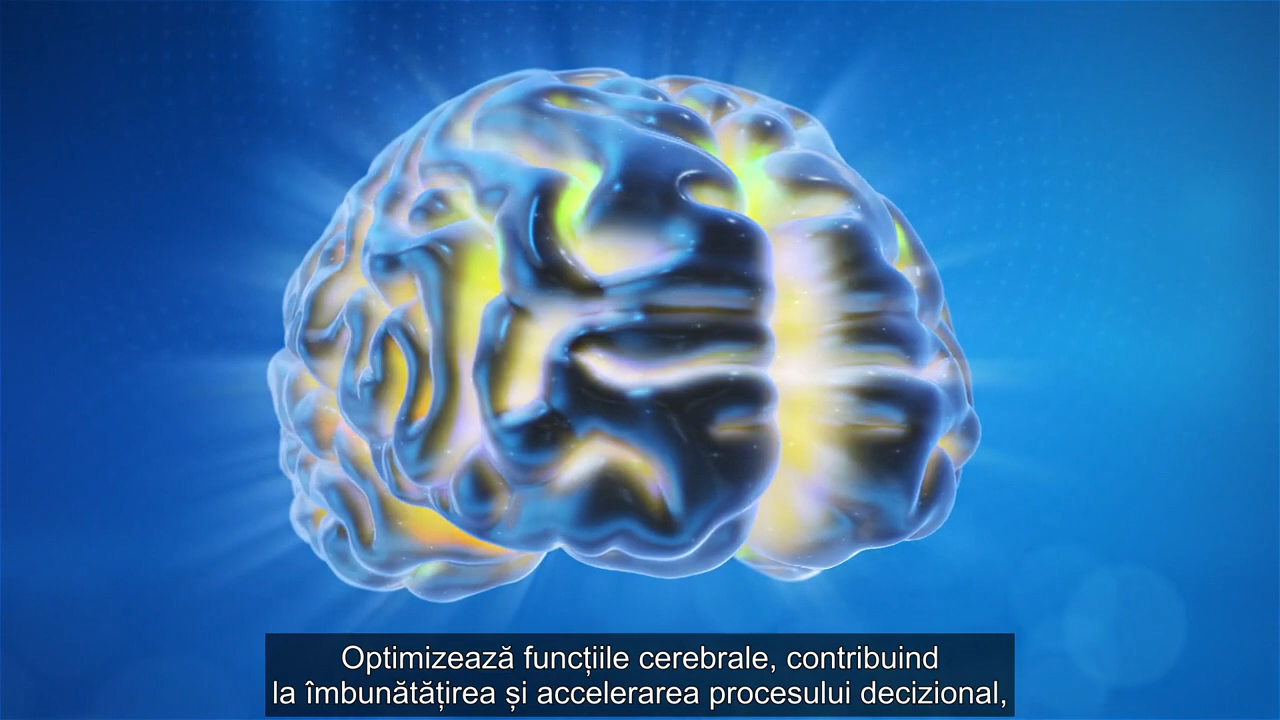 Optimizează funcțiile cerebrale, contribuind
la îmbunătățirea și accelerarea procesului decizional,